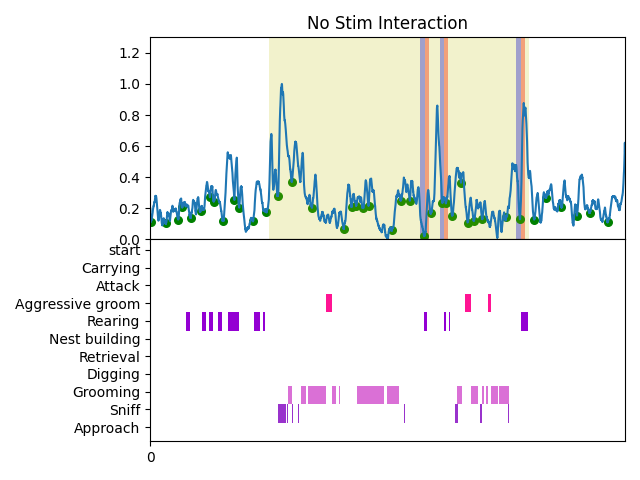 No Stim Interaction
1.2
1.0
0.8
0.6
0.4
0.2
0.0
start
Carrying
Attack
Aggressive groom
Rearing
Nest building
Retrieval
Digging
Grooming
Sniff
Approach
0